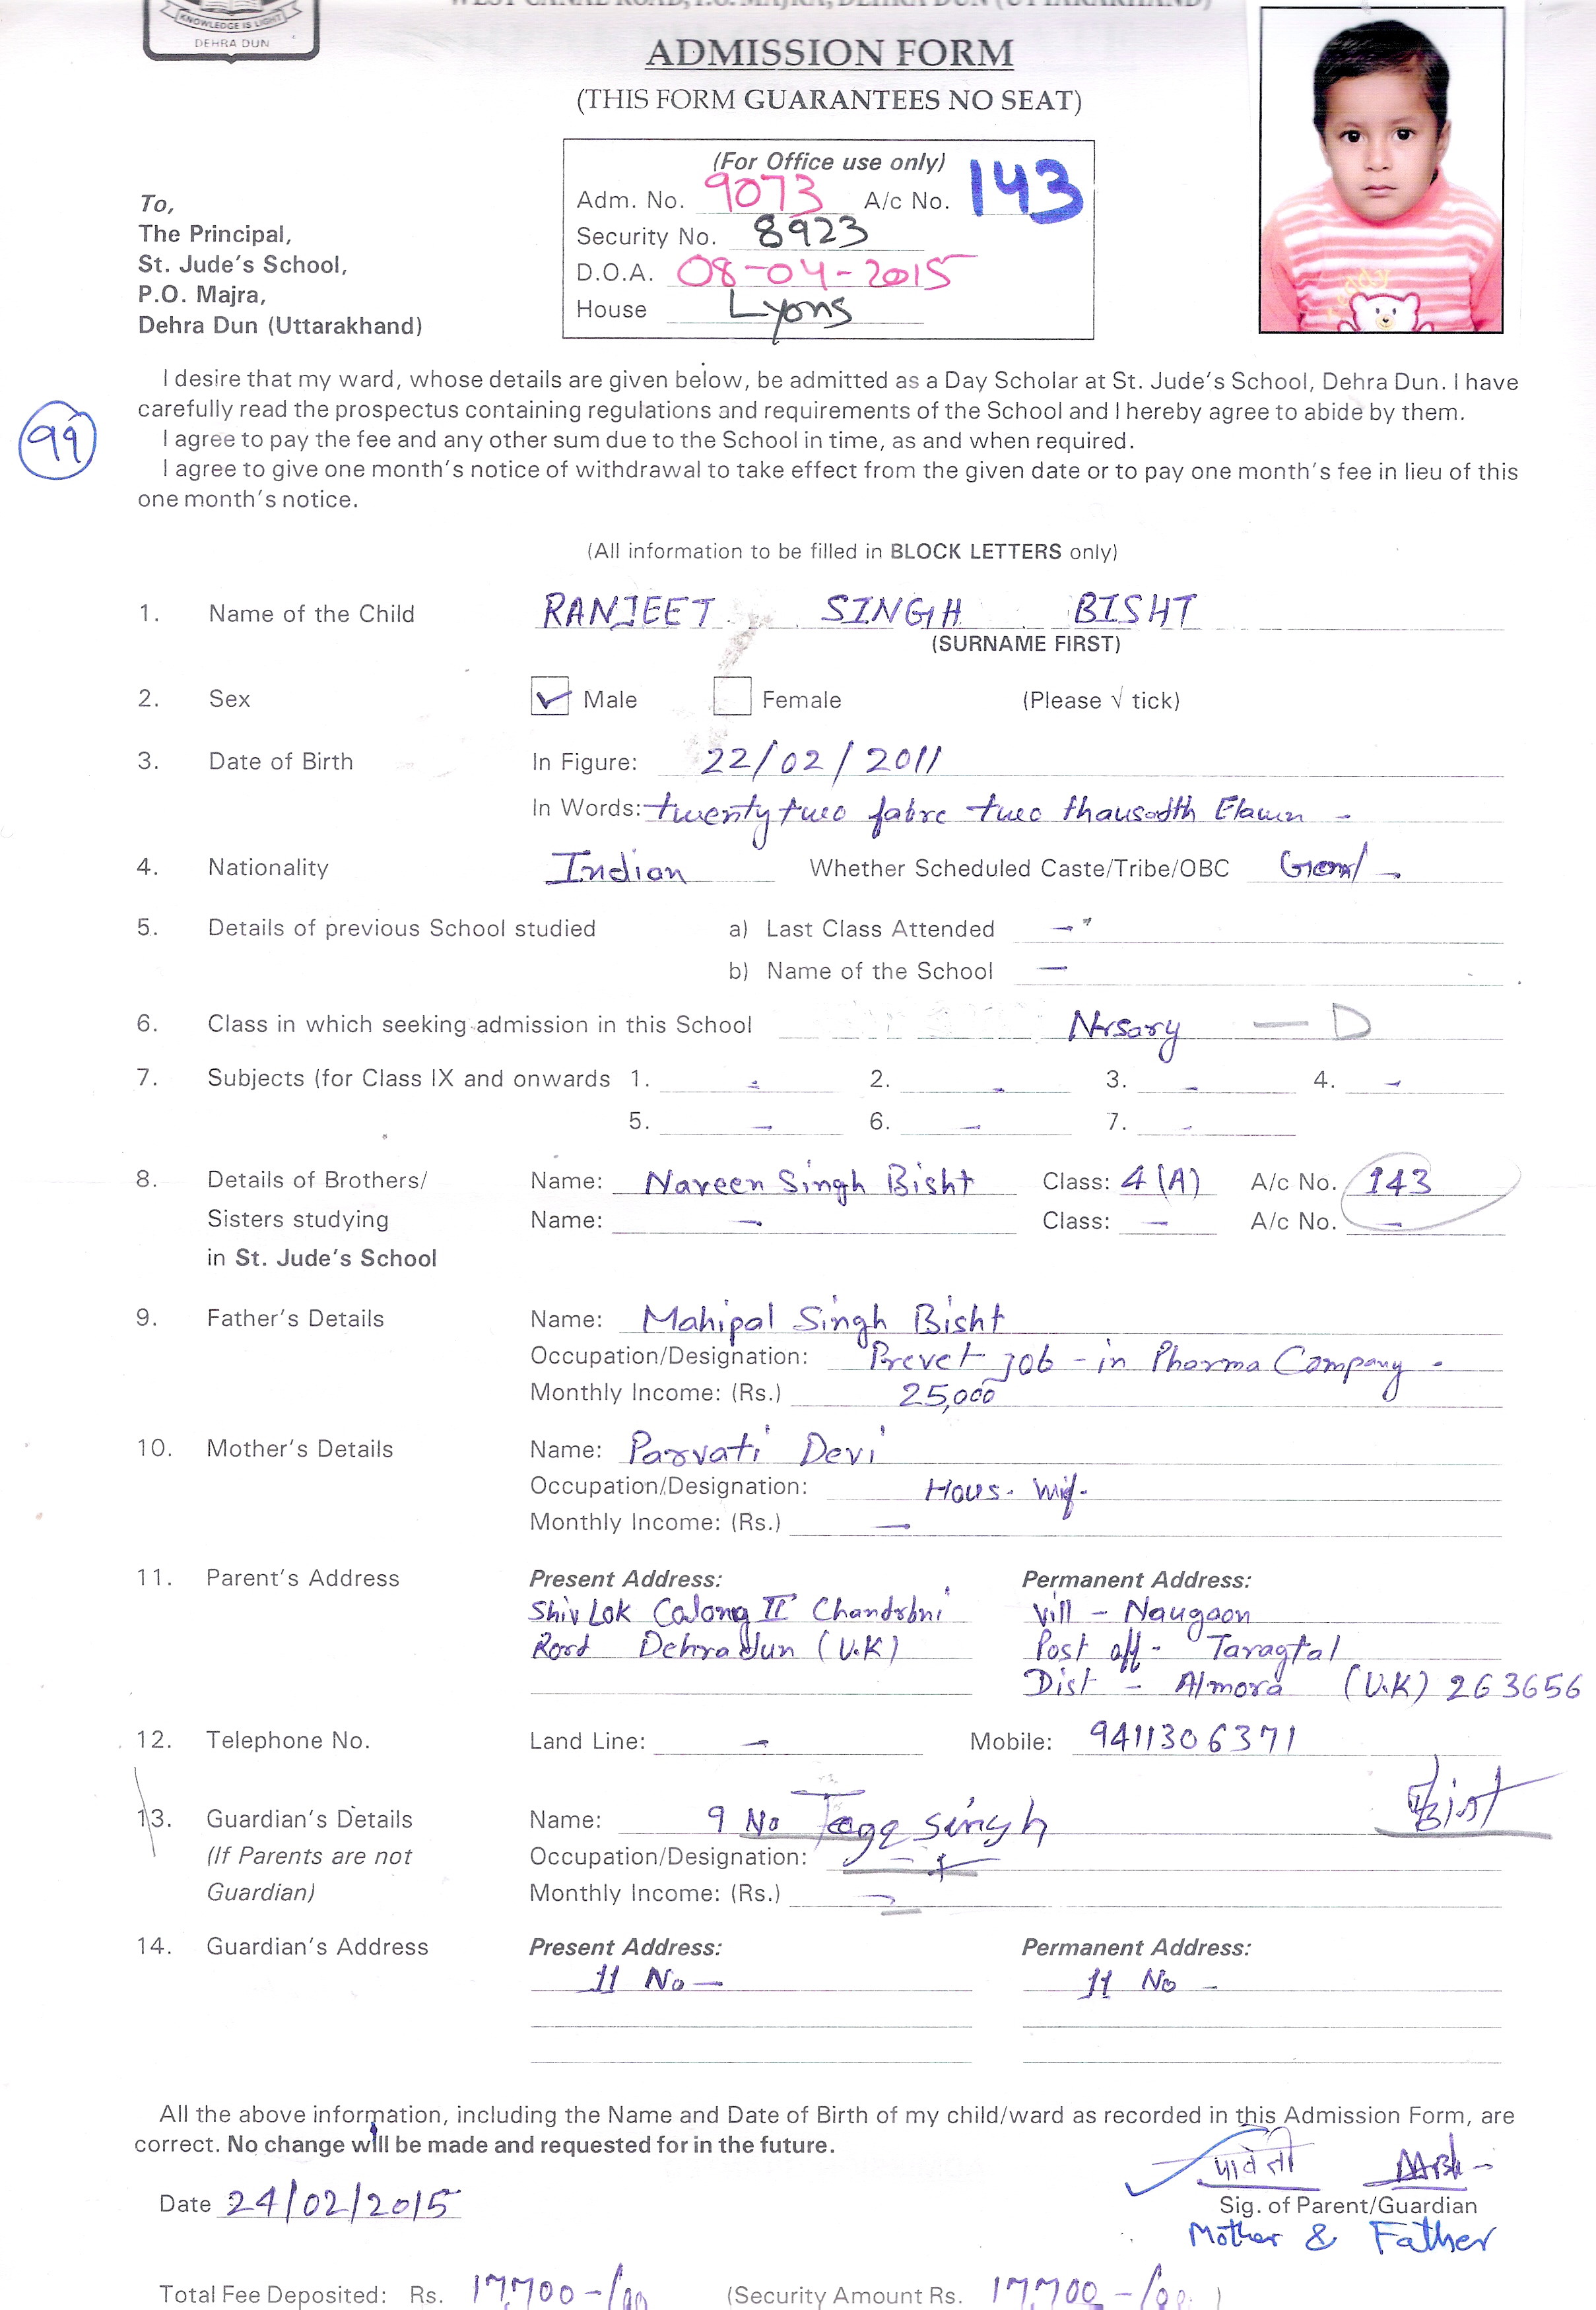 KNOWLEDGE IS LIGHT
DEHRA DUN
WEST CANAL ROAD, P.O. MAJRA, DEHRA DUN (UTTARAKHAND)
ADMISSION FORM
(THIS FORM GUARANTEES NO SEAT)
(For Office use only)
Adm. No. 9073 A/c No. 143
Security No. 8923
D.O.A. 08-04-2015
House Lyons
To,
The Principal,
St. Jude's School,
P.O. Majra,
Dehra Dun (Uttarakhand)
I desire that my ward, whose details are given below, be admitted as a Day Scholar at St. Jude's School, Dehra Dun. I have
carefully read the prospectus containing regulations and requirements of the School and I hereby agree to abide by them.
99
I agree to pay the fee and any other sum due to the School in time, as and when required.
I agree to give one month's notice of withdrawal to take effect from the given date or to pay one month's fee in lieu of this
one month's notice.
(All information to be filled in BLOCK LETTERS only)
1. Name of the Child RANJEET SINGH BISHT
(SURNAME FIRST)
2. Sex ✓ Male Female (Please √ tick)
3. Date of Birth In Figure: 22/02/2011
In Words: twenty two fabre two thausodth Elawn -
4. Nationality Indian Whether Scheduled Caste/Tribe/OBC
5. Details of previous School studied a) Last Class Attended -
b) Name of the School -
6. Class in which seeking admission in this School Nrsary - D
7. Subjects (for Class IX and onwards 1. - 2. - 3. - 4. -
5. - 6. - 7. -
8. Details of Brothers/ Name: Naveen Singh Bisht Class: 4 (A) A/c No. 143
Sisters studying Name: - Class: - A/c No. -
in St. Jude's School
9. Father's Details Name: Mahipal Singh Bisht
Occupation/Designation: Prevet job - in Pharma Company -
Monthly Income: (Rs.) 25,000
10. Mother's Details Name: Parvati Devi
Occupation/Designation: Hous. Wif.
Monthly Income: (Rs.) -
11. Parent's Address Present Address: Permanent Address:
Shiv Lok Calong II Chandrbni Vill - Naugaon
Rord Dehradun (U.K) Post off - Taragtal
Dist - Almora (U.K) 263656
12. Telephone No. Land Line: - Mobile: 9411306371
13. Guardian's Details Name: 9 No singh Bist
(If Parents are not Occupation/Designation: -
Guardian) Monthly Income: (Rs.) -
14. Guardian's Address Present Address: Permanent Address:
11 No - 11 No -
All the above information, including the Name and Date of Birth of my child/ward as recorded in this Admission Form, are
correct. No change will be made and requested for in the future.
पार्वती
Date 24/02/2015 Sig. of Parent/Guardian
Mother & Father
Total Fee Deposited: Rs. 17,700-/00 (Security Amount Rs. 17,700-/00)